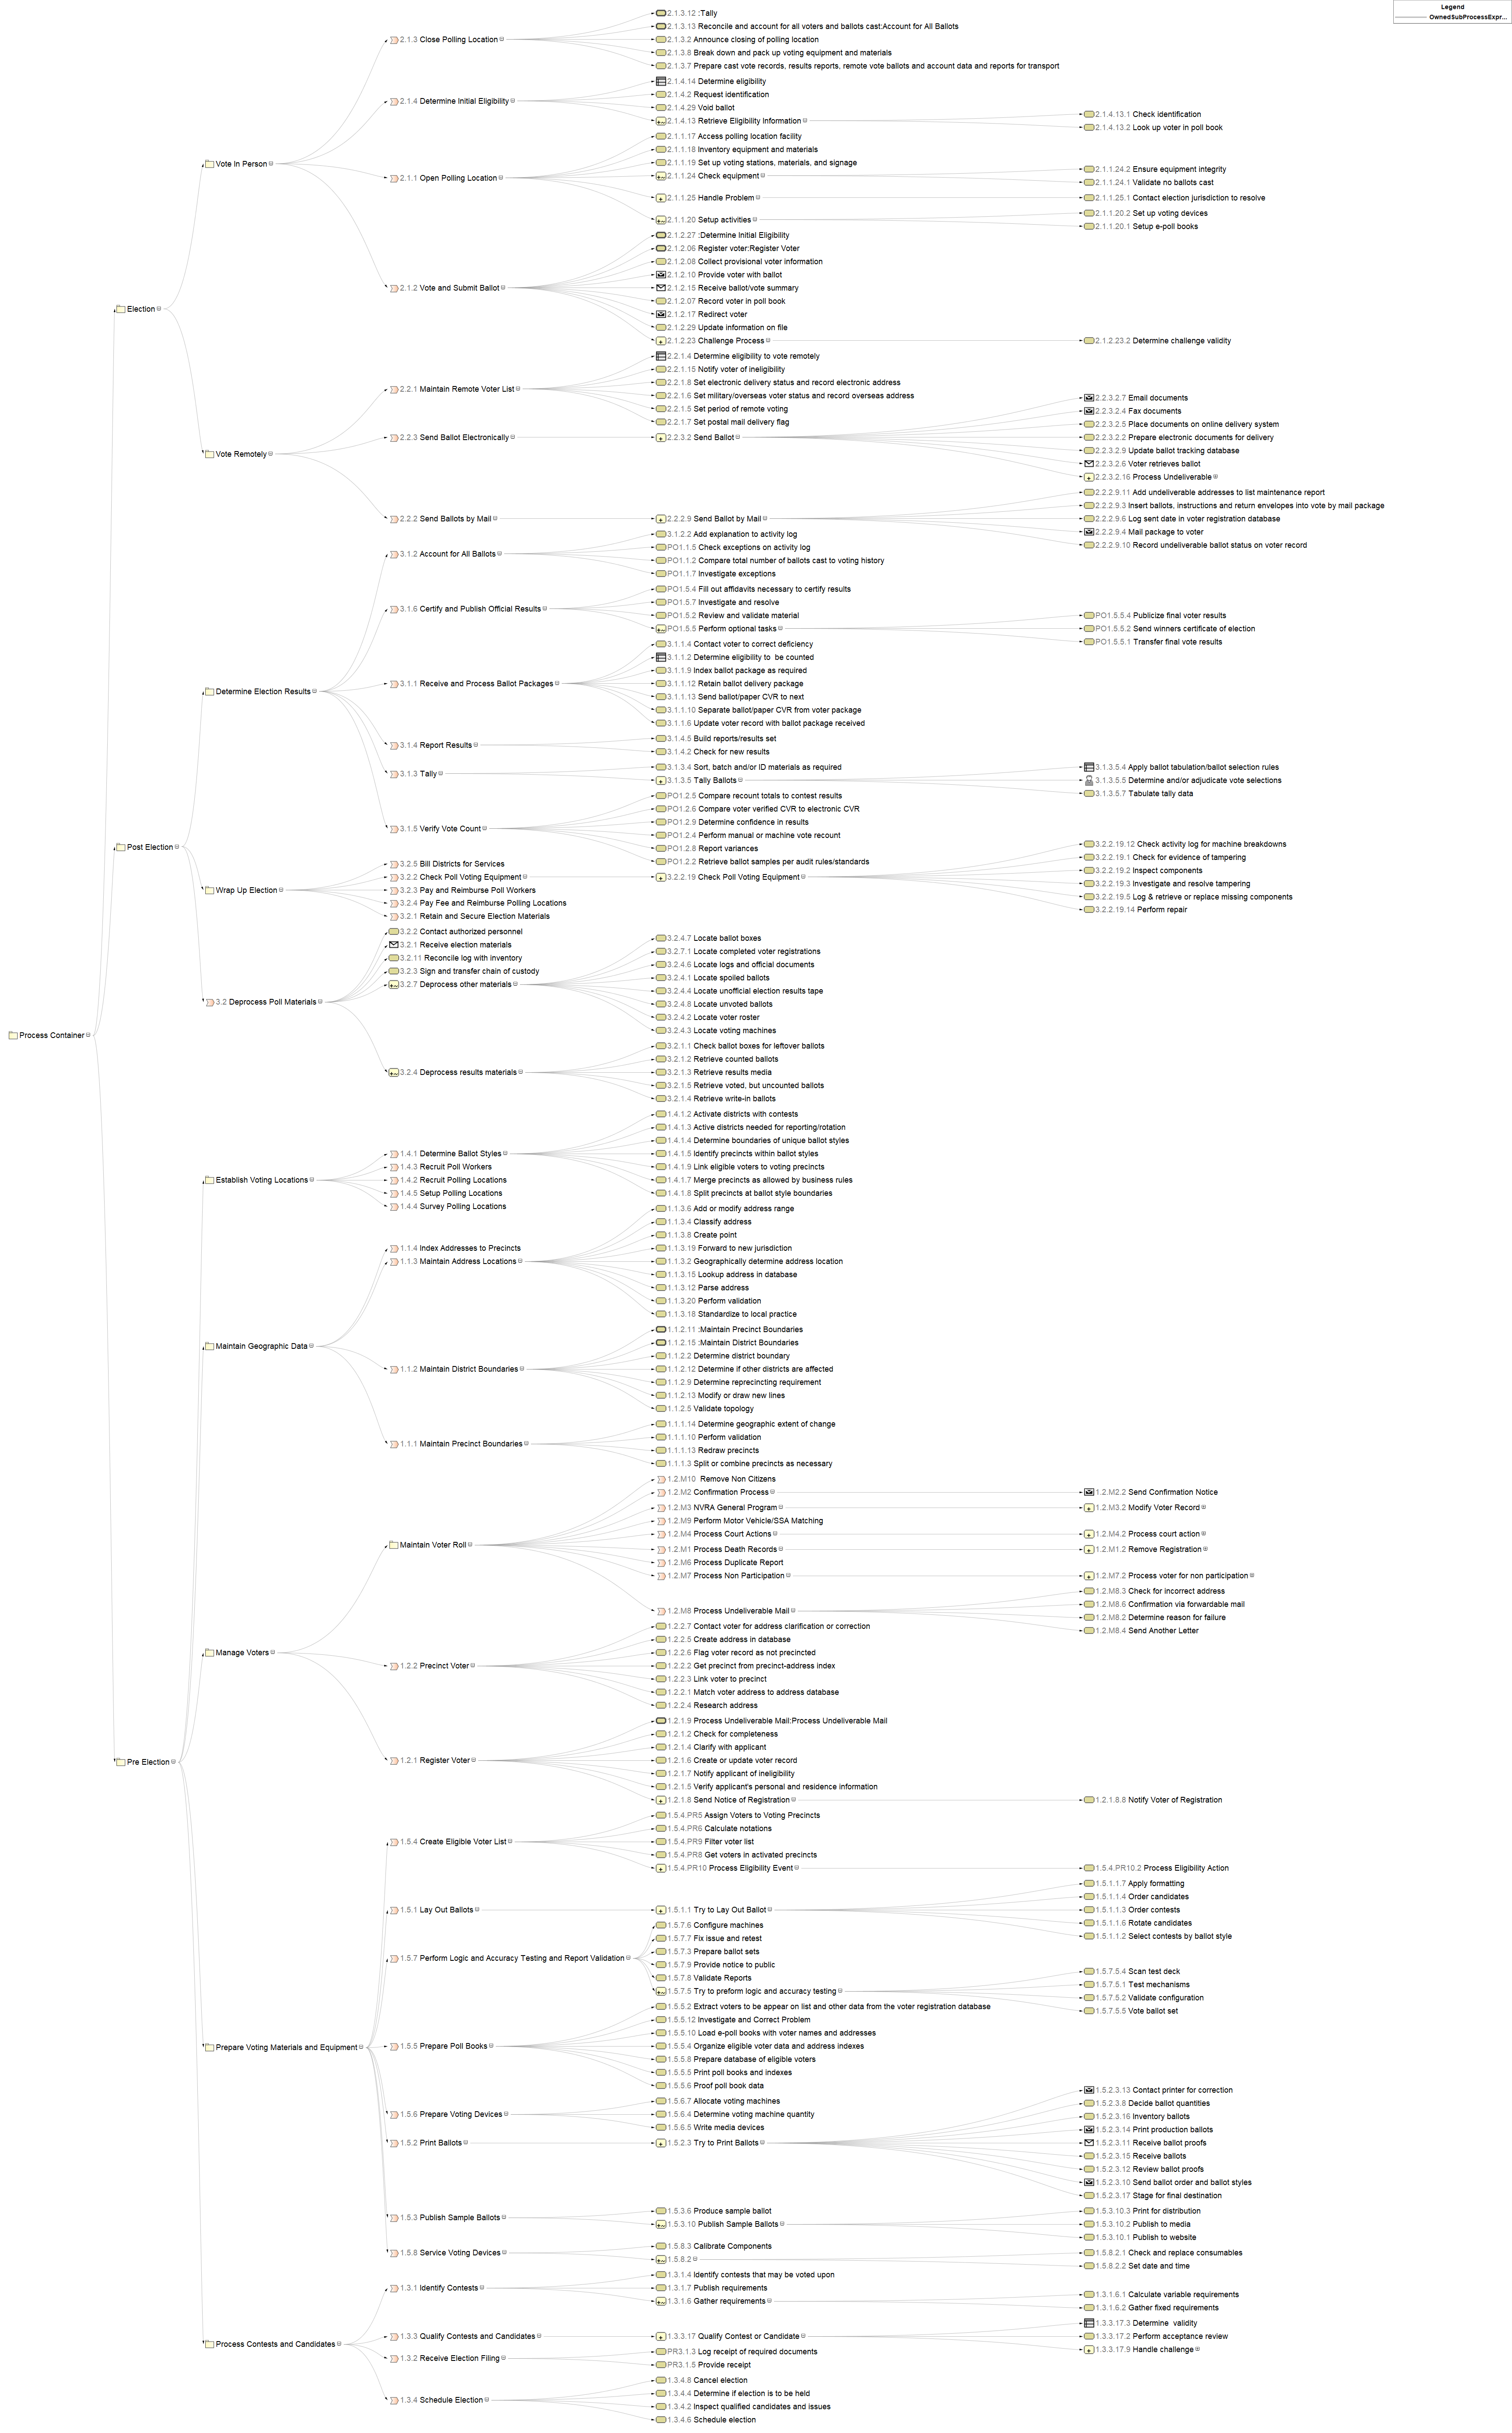 Legend
OwnedSubProcessExpr...
Process Container
Election
Vote In Person
2.1.3 Close Polling Location
2.1.3.12 :Tally
2.1.3.13 Reconcile and account for all voters and ballots cast:Account for All Ballots
2.1.3.2 Announce closing of polling location
2.1.3.8 Break down and pack up voting equipment and materials
2.1.3.7 Prepare cast vote records, results reports, remote vote ballots and account data and reports for transport
2.1.4 Determine Initial Eligibility
2.1.4.14 Determine eligibility
2.1.4.2 Request identification
2.1.4.29 Void ballot
2.1.4.13 Retrieve Eligibility Information
2.1.4.13.1 Check identification
2.1.4.13.2 Look up voter in poll book
2.1.1 Open Polling Location
2.1.1.17 Access polling location facility
2.1.1.18 Inventory equipment and materials
2.1.1.19 Set up voting stations, materials, and signage
2.1.1.24 Check equipment
2.1.1.24.2 Ensure equipment integrity
2.1.1.24.1 Validate no ballots cast
2.1.1.25 Handle Problem
2.1.1.25.1 Contact election jurisdiction to resolve
2.1.1.20 Setup activities
2.1.1.20.2 Set up voting devices
2.1.1.20.1 Setup e-poll books
2.1.2 Vote and Submit Ballot
2.1.2.27 :Determine Initial Eligibility
2.1.2.06 Register voter:Register Voter
2.1.2.08 Collect provisional voter information
2.1.2.10 Provide voter with ballot
2.1.2.15 Receive ballot/vote summary
2.1.2.07 Record voter in poll book
2.1.2.17 Redirect voter
2.1.2.29 Update information on file
2.1.2.23 Challenge Process
2.1.2.23.2 Determine challenge validity
Vote Remotely
2.2.1 Maintain Remote Voter List
2.2.1.4 Determine eligibility to vote remotely
2.2.1.15 Notify voter of ineligibility
2.2.1.8 Set electronic delivery status and record electronic address
2.2.1.6 Set military/overseas voter status and record overseas address
2.2.1.5 Set period of remote voting
2.2.1.7 Set postal mail delivery flag
2.2.3 Send Ballot Electronically
2.2.3.2 Send Ballot
2.2.3.2.7 Email documents
2.2.3.2.4 Fax documents
2.2.3.2.5 Place documents on online delivery system
2.2.3.2.2 Prepare electronic documents for delivery
2.2.3.2.9 Update ballot tracking database
2.2.3.2.6 Voter retrieves ballot
2.2.3.2.16 Process Undeliverable
2.2.2 Send Ballots by Mail
2.2.2.9 Send Ballot by Mail
2.2.2.9.11 Add undeliverable addresses to list maintenance report
2.2.2.9.3 Insert ballots, instructions and return envelopes into vote by mail package
2.2.2.9.6 Log sent date in voter registration database
2.2.2.9.4 Mail package to voter
2.2.2.9.10 Record undeliverable ballot status on voter record
Post Election
Determine Election Results
3.1.2 Account for All Ballots
3.1.2.2 Add explanation to activity log
PO1.1.5 Check exceptions on activity log
PO1.1.2 Compare total number of ballots cast to voting history
PO1.1.7 Investigate exceptions
3.1.6 Certify and Publish Official Results
PO1.5.4 Fill out affidavits necessary to certify results
PO1.5.7 Investigate and resolve
PO1.5.2 Review and validate material
PO1.5.5 Perform optional tasks
PO1.5.5.4 Publicize final voter results
PO1.5.5.2 Send winners certificate of election
PO1.5.5.1 Transfer final vote results
3.1.1 Receive and Process Ballot Packages
3.1.1.4 Contact voter to correct deficiency
3.1.1.2 Determine eligibility to  be counted
3.1.1.9 Index ballot package as required
3.1.1.12 Retain ballot delivery package
3.1.1.13 Send ballot/paper CVR to next
3.1.1.10 Separate ballot/paper CVR from voter package
3.1.1.6 Update voter record with ballot package received
3.1.4 Report Results
3.1.4.5 Build reports/results set
3.1.4.2 Check for new results
3.1.3 Tally
3.1.3.4 Sort, batch and/or ID materials as required
3.1.3.5 Tally Ballots
3.1.3.5.4 Apply ballot tabulation/ballot selection rules
3.1.3.5.5 Determine and/or adjudicate vote selections
3.1.3.5.7 Tabulate tally data
3.1.5 Verify Vote Count
PO1.2.5 Compare recount totals to contest results
PO1.2.6 Compare voter verified CVR to electronic CVR
PO1.2.9 Determine confidence in results
PO1.2.4 Perform manual or machine vote recount
PO1.2.8 Report variances
PO1.2.2 Retrieve ballot samples per audit rules/standards
Wrap Up Election
3.2.5 Bill Districts for Services
3.2.2 Check Poll Voting Equipment
3.2.2.19 Check Poll Voting Equipment
3.2.2.19.12 Check activity log for machine breakdowns
3.2.2.19.1 Check for evidence of tampering
3.2.2.19.2 Inspect components
3.2.2.19.3 Investigate and resolve tampering
3.2.2.19.5 Log & retrieve or replace missing components
3.2.2.19.14 Perform repair
3.2.3 Pay and Reimburse Poll Workers
3.2.4 Pay Fee and Reimburse Polling Locations
3.2.1 Retain and Secure Election Materials
3.2 Deprocess Poll Materials
3.2.2 Contact authorized personnel
3.2.1 Receive election materials
3.2.11 Reconcile log with inventory
3.2.3 Sign and transfer chain of custody
3.2.7 Deprocess other materials
3.2.4.7 Locate ballot boxes
3.2.7.1 Locate completed voter registrations
3.2.4.6 Locate logs and official documents
3.2.4.1 Locate spoiled ballots
3.2.4.4 Locate unofficial election results tape
3.2.4.8 Locate unvoted ballots
3.2.4.2 Locate voter roster
3.2.4.3 Locate voting machines
3.2.4 Deprocess results materials
3.2.1.1 Check ballot boxes for leftover ballots
3.2.1.2 Retrieve counted ballots
3.2.1.3 Retrieve results media
3.2.1.5 Retrieve voted, but uncounted ballots
3.2.1.4 Retrieve write-in ballots
Pre Election
Establish Voting Locations
1.4.1 Determine Ballot Styles
1.4.1.2 Activate districts with contests
1.4.1.3 Active districts needed for reporting/rotation
1.4.1.4 Determine boundaries of unique ballot styles
1.4.1.5 Identify precincts within ballot styles
1.4.1.9 Link eligible voters to voting precincts
1.4.1.7 Merge precincts as allowed by business rules
1.4.1.8 Split precincts at ballot style boundaries
1.4.3 Recruit Poll Workers
1.4.2 Recruit Polling Locations
1.4.5 Setup Polling Locations
1.4.4 Survey Polling Locations
Maintain Geographic Data
1.1.4 Index Addresses to Precincts
1.1.3 Maintain Address Locations
1.1.3.6 Add or modify address range
1.1.3.4 Classify address
1.1.3.8 Create point
1.1.3.19 Forward to new jurisdiction
1.1.3.2 Geographically determine address location
1.1.3.15 Lookup address in database
1.1.3.12 Parse address
1.1.3.20 Perform validation
1.1.3.18 Standardize to local practice
1.1.2 Maintain District Boundaries
1.1.2.11 :Maintain Precinct Boundaries
1.1.2.15 :Maintain District Boundaries
1.1.2.2 Determine district boundary
1.1.2.12 Determine if other districts are affected
1.1.2.9 Determine reprecincting requirement
1.1.2.13 Modify or draw new lines
1.1.2.5 Validate topology
1.1.1 Maintain Precinct Boundaries
1.1.1.14 Determine geographic extent of change
1.1.1.10 Perform validation
1.1.1.13 Redraw precincts
1.1.1.3 Split or combine precincts as necessary
Manage Voters
Maintain Voter Roll
1.2.M10  Remove Non Citizens
1.2.M2 Confirmation Process
1.2.M2.2 Send Confirmation Notice
1.2.M3 NVRA General Program
1.2.M3.2 Modify Voter Record
1.2.M9 Perform Motor Vehicle/SSA Matching
1.2.M4 Process Court Actions
1.2.M4.2 Process court action
1.2.M1 Process Death Records
1.2.M1.2 Remove Registration
1.2.M6 Process Duplicate Report
1.2.M7 Process Non Participation
1.2.M7.2 Process voter for non participation
1.2.M8 Process Undeliverable Mail
1.2.M8.3 Check for incorrect address
1.2.M8.6 Confirmation via forwardable mail
1.2.M8.2 Determine reason for failure
1.2.M8.4 Send Another Letter
1.2.2 Precinct Voter
1.2.2.7 Contact voter for address clarification or correction
1.2.2.5 Create address in database
1.2.2.6 Flag voter record as not precincted
1.2.2.2 Get precinct from precinct-address index
1.2.2.3 Link voter to precinct
1.2.2.1 Match voter address to address database
1.2.2.4 Research address
1.2.1 Register Voter
1.2.1.9 Process Undeliverable Mail:Process Undeliverable Mail
1.2.1.2 Check for completeness
1.2.1.4 Clarify with applicant
1.2.1.6 Create or update voter record
1.2.1.7 Notify applicant of ineligibility
1.2.1.5 Verify applicant's personal and residence information
1.2.1.8 Send Notice of Registration
1.2.1.8.8 Notify Voter of Registration
Prepare Voting Materials and Equipment
1.5.4 Create Eligible Voter List
1.5.4.PR5 Assign Voters to Voting Precincts
1.5.4.PR6 Calculate notations
1.5.4.PR9 Filter voter list
1.5.4.PR8 Get voters in activated precincts
1.5.4.PR10 Process Eligibility Event
1.5.4.PR10.2 Process Eligibility Action
1.5.1 Lay Out Ballots
1.5.1.1 Try to Lay Out Ballot
1.5.1.1.7 Apply formatting
1.5.1.1.4 Order candidates
1.5.1.1.3 Order contests
1.5.1.1.6 Rotate candidates
1.5.1.1.2 Select contests by ballot style
1.5.7 Perform Logic and Accuracy Testing and Report Validation
1.5.7.6 Configure machines
1.5.7.7 Fix issue and retest
1.5.7.3 Prepare ballot sets
1.5.7.9 Provide notice to public
1.5.7.8 Validate Reports
1.5.7.5 Try to preform logic and accuracy testing
1.5.7.5.4 Scan test deck
1.5.7.5.1 Test mechanisms
1.5.7.5.2 Validate configuration
1.5.7.5.5 Vote ballot set
1.5.5 Prepare Poll Books
1.5.5.2 Extract voters to be appear on list and other data from the voter registration database
1.5.5.12 Investigate and Correct Problem
1.5.5.10 Load e-poll books with voter names and addresses
1.5.5.4 Organize eligible voter data and address indexes
1.5.5.8 Prepare database of eligible voters
1.5.5.5 Print poll books and indexes
1.5.5.6 Proof poll book data
1.5.6 Prepare Voting Devices
1.5.6.7 Allocate voting machines
1.5.6.4 Determine voting machine quantity
1.5.6.5 Write media devices
1.5.2 Print Ballots
1.5.2.3 Try to Print Ballots
1.5.2.3.13 Contact printer for correction
1.5.2.3.8 Decide ballot quantities
1.5.2.3.16 Inventory ballots
1.5.2.3.14 Print production ballots
1.5.2.3.11 Receive ballot proofs
1.5.2.3.15 Receive ballots
1.5.2.3.12 Review ballot proofs
1.5.2.3.10 Send ballot order and ballot styles
1.5.2.3.17 Stage for final destination
1.5.3 Publish Sample Ballots
1.5.3.6 Produce sample ballot
1.5.3.10 Publish Sample Ballots
1.5.3.10.3 Print for distribution
1.5.3.10.2 Publish to media
1.5.3.10.1 Publish to website
1.5.8 Service Voting Devices
1.5.8.3 Calibrate Components
1.5.8.2
1.5.8.2.1 Check and replace consumables
1.5.8.2.2 Set date and time
Process Contests and Candidates
1.3.1 Identify Contests
1.3.1.4 Identify contests that may be voted upon
1.3.1.7 Publish requirements
1.3.1.6 Gather requirements
1.3.1.6.1 Calculate variable requirements
1.3.1.6.2 Gather fixed requirements
1.3.3 Qualify Contests and Candidates
1.3.3.17 Qualify Contest or Candidate
1.3.3.17.3 Determine  validity
1.3.3.17.2 Perform acceptance review
1.3.3.17.9 Handle challenge
1.3.2 Receive Election Filing
PR3.1.3 Log receipt of required documents
PR3.1.5 Provide receipt
1.3.4 Schedule Election
1.3.4.8 Cancel election
1.3.4.4 Determine if election is to be held
1.3.4.2 Inspect qualified candidates and issues
1.3.4.6 Schedule election